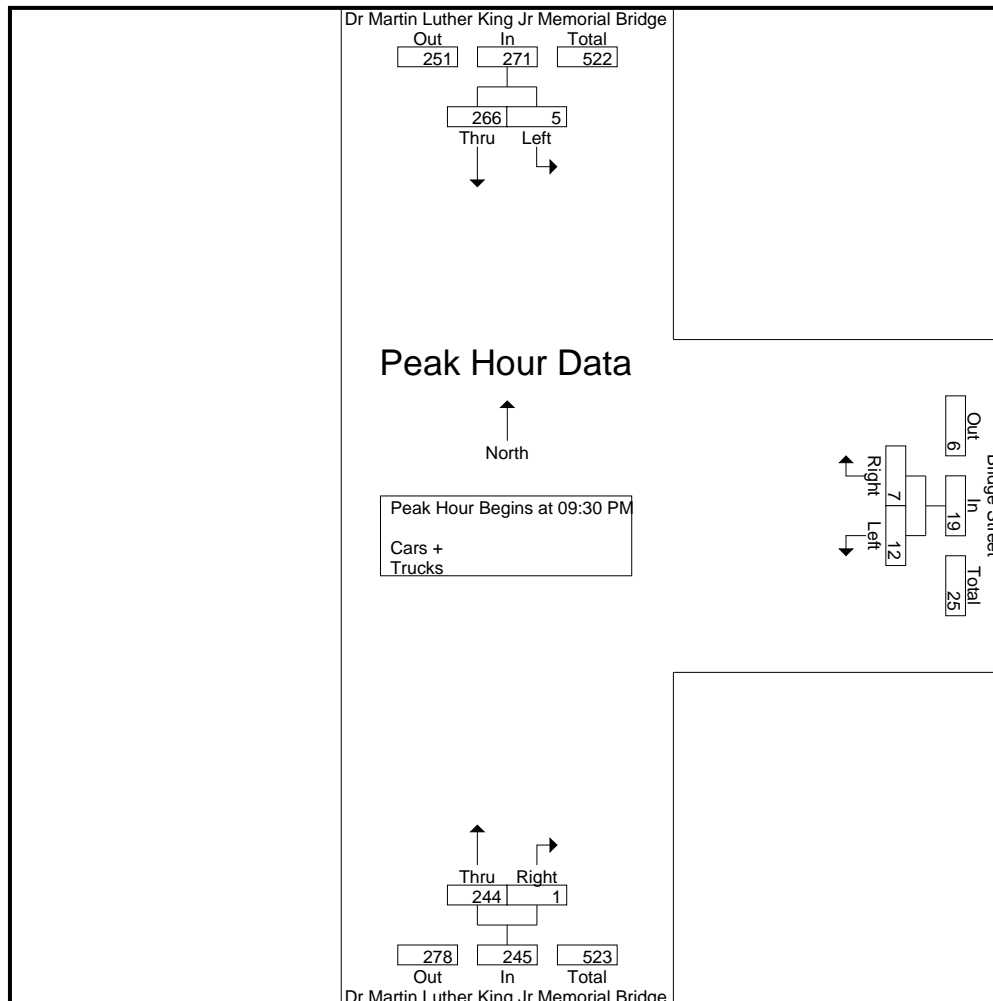 Dr Martin Luther King Jr Memorial Bridge
Out In Total
251 271 522
266 5
Thru Left
Peak Hour Data
North
Peak Hour Begins at 09:30 PM
Cars +
Trucks
Bridge Street
Out In Total
6 19 25
7 12
Right Left
Thru Right
244 1
278 245 523
Out In Total
Dr Martin Luther King Jr Memorial Bridge